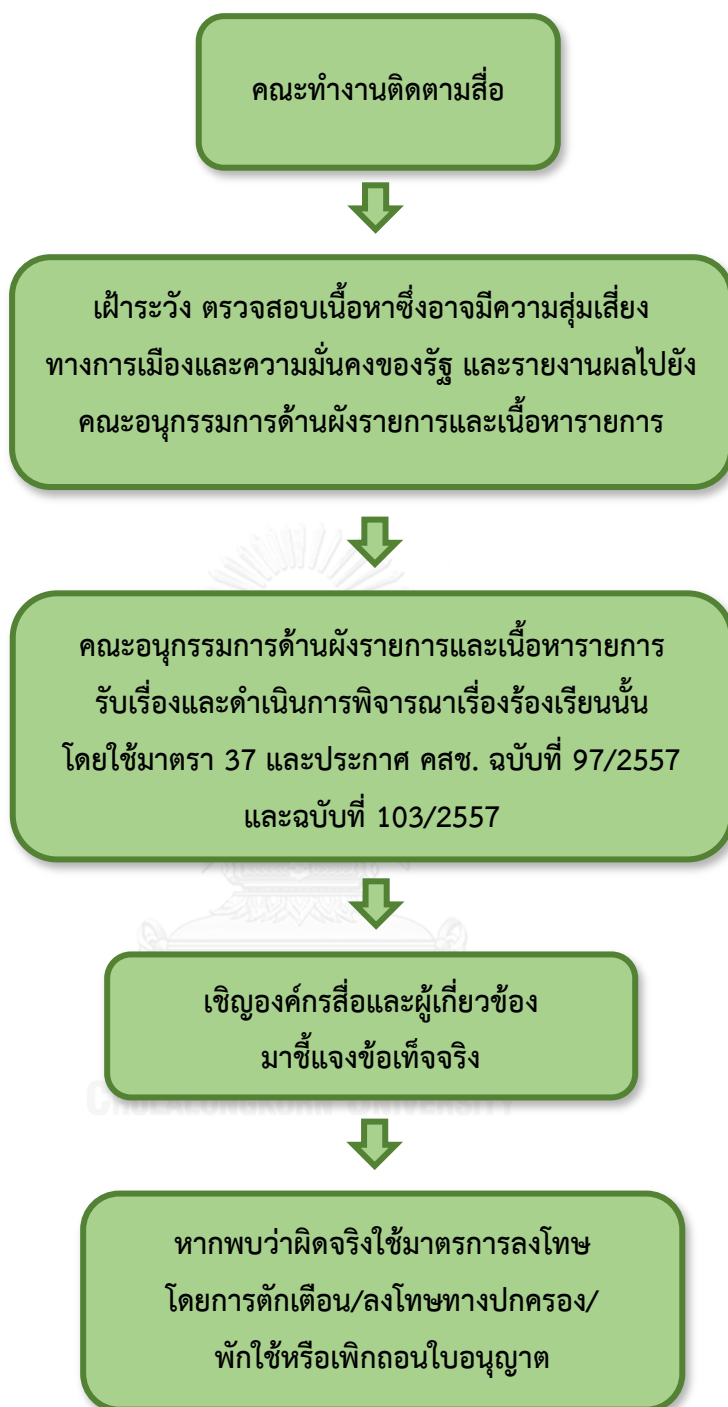 คณะทำงานติดตามสื่อ
เฝ้าระวัง ตรวจสอบเนื้อหาซึ่งอาจมีความสุ่มเสี่ยง
ทางการเมืองและความมั่นคงของรัฐ และรายงานผลไปยัง
คณะอนุกรรมการด้านผังรายการและเนื้อหารายการ
คณะอนุกรรมการด้านผังรายการและเนื้อหารายการ
รับเรื่องและดำเนินการพิจารณาเรื่องร้องเรียนนั้น
โดยใช้มาตรา 37 และประกาศ คสช. ฉบับที่ 97/2557
และฉบับที่ 103/2557
เชิญองค์กรสื่อและผู้เกี่ยวข้อง
มาชี้แจงข้อเท็จจริง
CHULALONGKORN UNIVERSITY
หากพบว่าผิดจริงใช้มาตรการลงโทษ
โดยการตักเตือน/ลงโทษทางปกครอง/
พักใช้หรือเพิกถอนใบอนุญาต